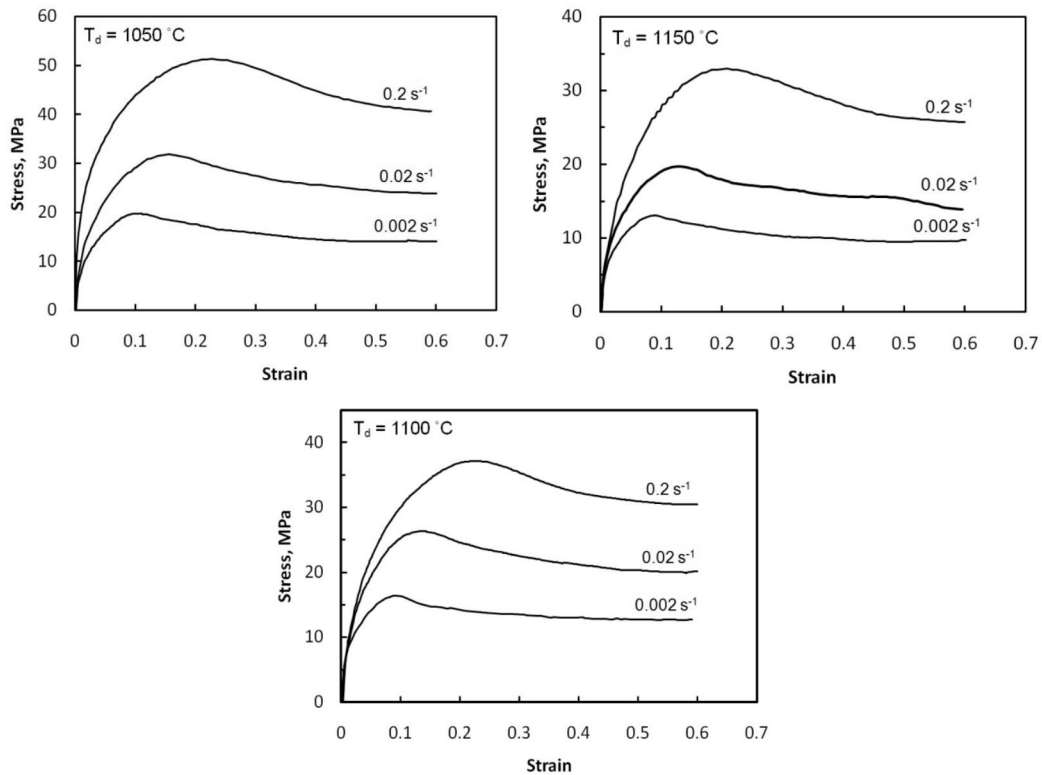 T_d = 1050 °C
60
50
40
30
20
10
0
Stress, MPa
0.2 s⁻¹
0.02 s⁻¹
0.002 s⁻¹
0 0.1 0.2 0.3 0.4 0.5 0.6 0.7
Strain
T_d = 1150 °C
40
30
20
10
0
Stress, MPa
0.2 s⁻¹
0.02 s⁻¹
0.002 s⁻¹
0 0.1 0.2 0.3 0.4 0.5 0.6 0.7
Strain
T_d = 1100 °C
40
30
20
10
0
Stress, MPa
0.2 s⁻¹
0.02 s⁻¹
0.002 s⁻¹
0 0.1 0.2 0.3 0.4 0.5 0.6 0.7
Strain